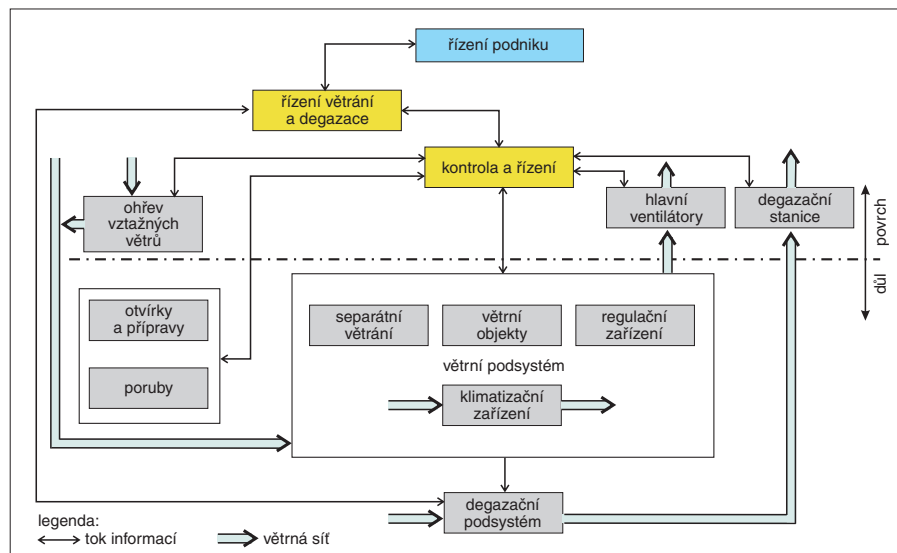 řízení podniku
řízení větrání
a degazace
kontrola a řízení
ohřev
vztažných
větrů
hlavní
ventilátory
degazační
stanice
povrch
důl
otvírky
a přípravy
poruby
separátní
větrání
větrní
objekty
regulační
zařízení
větrní podsystém
klimatizační
zařízení
degazační
podsystém
legenda:
tok informací
větrná síť